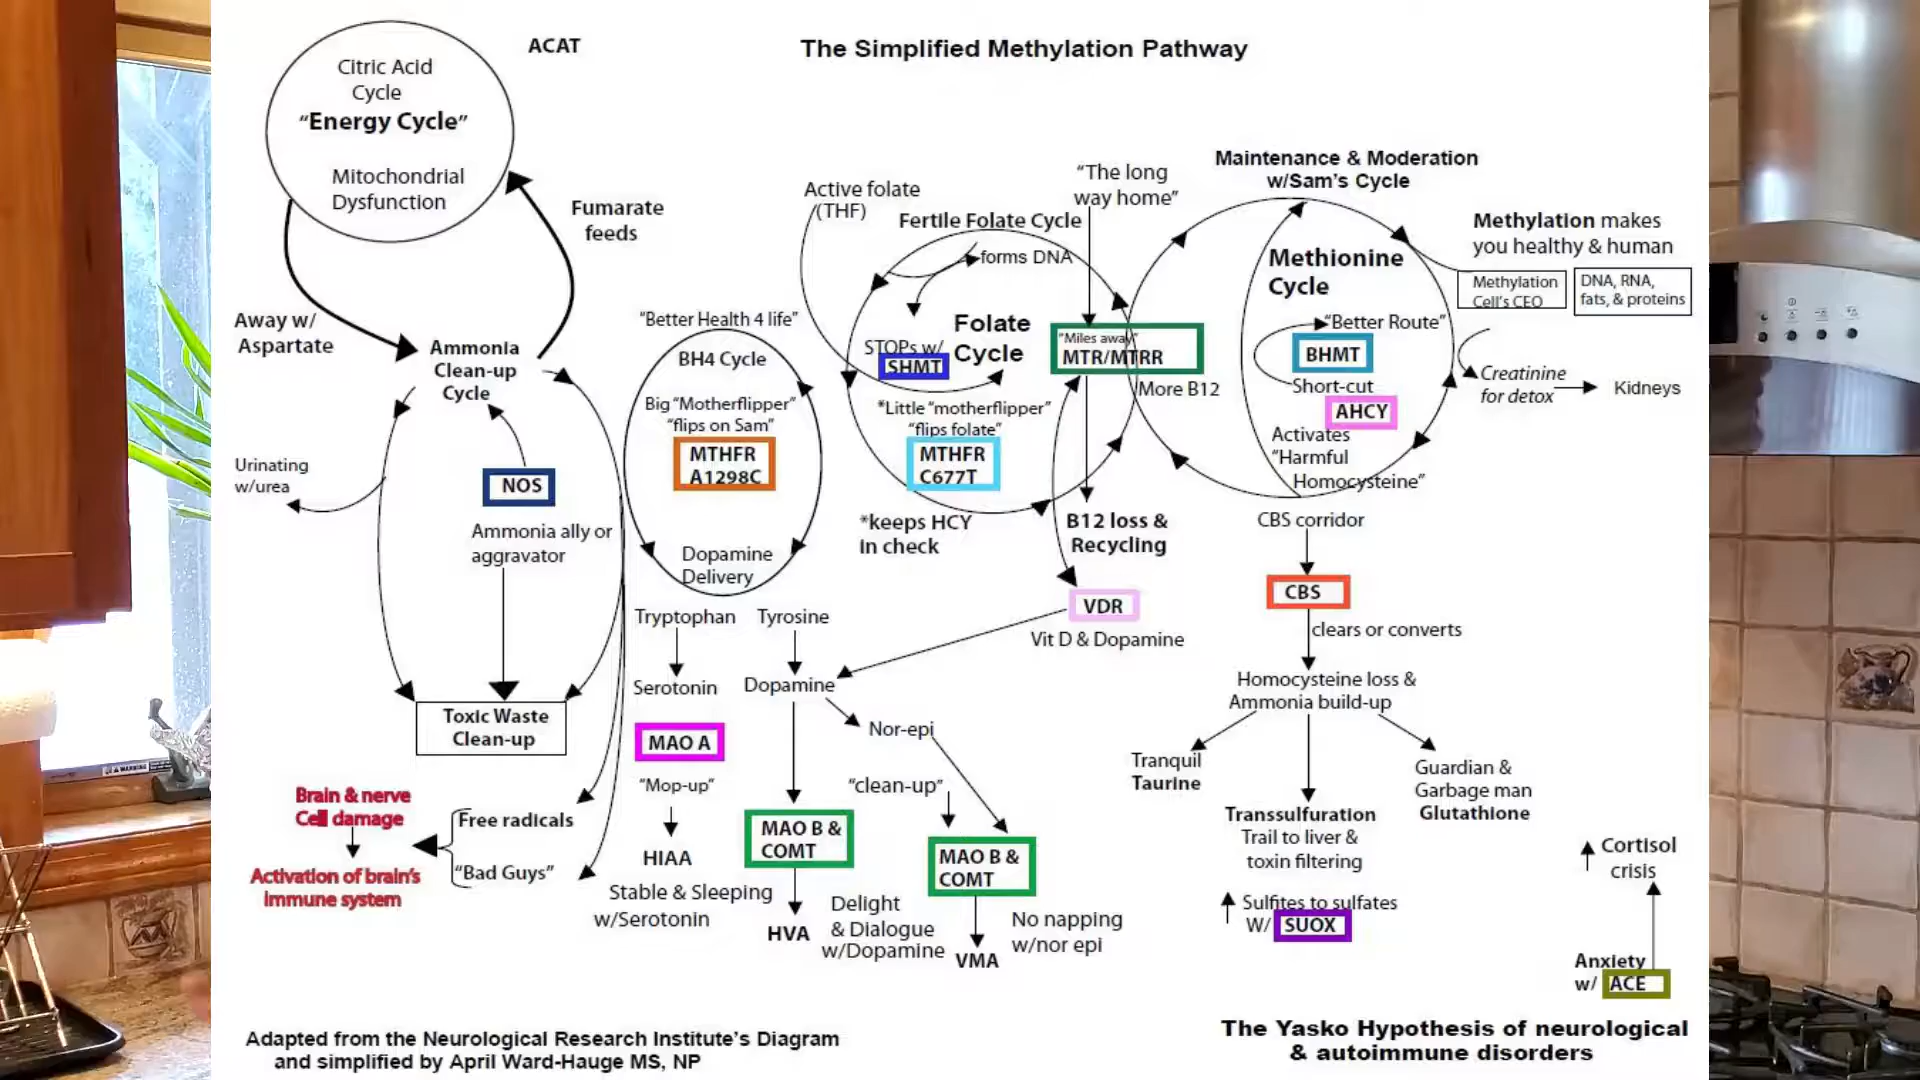 ACAT
The Simplified Methylation Pathway
Citric Acid
Cycle
“Energy Cycle”
Mitochondrial
Dysfunction
Fumarate
feeds
Away w/
Aspartate
Ammonia
Clean-up
Cycle
Urinating
w/urea
NOS
Ammonia ally or
aggravator
Toxic Waste
Clean-up
Brain & nerve
Cell damage
Activation of brain’s
immune system
Free radicals
“Bad Guys”
“Better Health 4 life”
BH4 Cycle
Big “Motherflipper”
“flips on Sam”
MTHFR
A1298C
Dopamine
Delivery
Tryptophan
Serotonin
MAO A
“Mop-up”
HIAA
Stable & Sleeping
w/Serotonin
Tyrosine
Dopamine
Nor-epi
“clean-up”
MAO B &
COMT
HVA
Delight
& Dialogue
w/Dopamine
MAO B &
COMT
VMA
No napping
w/nor epi
Active folate
(THF)
Fertile Folate Cycle
forms DNA
STOPs w/
SHMT
Folate
Cycle
*Little “motherflipper”
“flips folate”
MTHFR
C677T
*keeps HCY
in check
“The long
way home”
“Miles away”
MTR/MTRR
More B12
B12 loss &
Recycling
VDR
Vit D & Dopamine
Maintenance & Moderation
w/Sam’s Cycle
Methionine
Cycle
“Better Route”
BHMT
Short-cut
AHCY
Activates
“Harmful
Homocysteine”
Methylation makes
you healthy & human
Methylation
Cell’s CEO
DNA, RNA,
fats, & proteins
Creatinine
for detox
Kidneys
CBS corridor
CBS
clears or converts
Homocysteine loss &
Ammonia build-up
Tranquil
Taurine
Transsulfuration
Trail to liver &
toxin filtering
Sulfites to sulfates
W/ SUOX
Guardian &
Garbage man
Glutathione
Cortisol
crisis
Anxiety
w/ ACE
Adapted from the Neurological Research Institute’s Diagram
and simplified by April Ward-Hauge MS, NP
The Yasko Hypothesis of neurological
& autoimmune disorders
WARNING